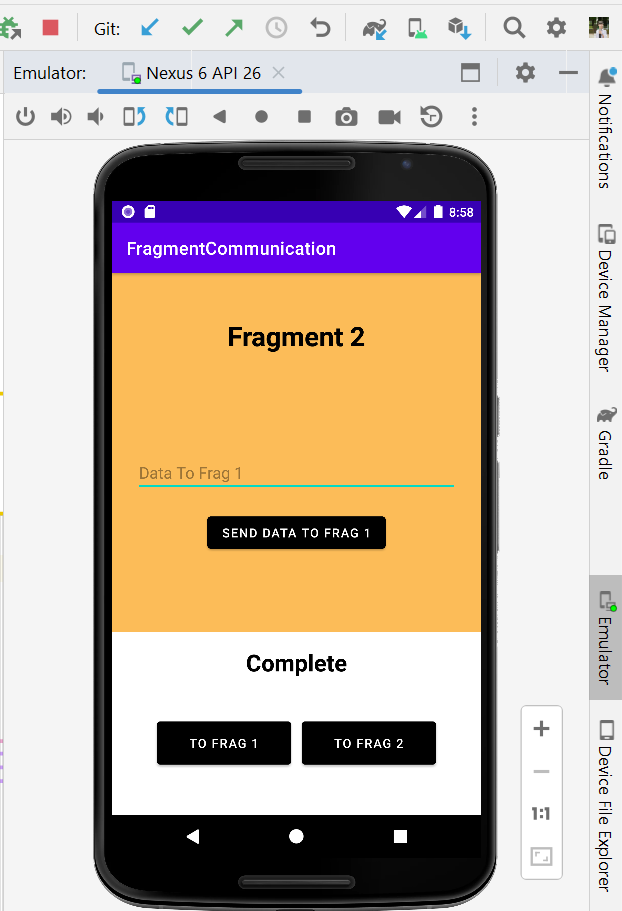 Git:
Emulator:
Nexus 6 API 26
8:58
FragmentCommunication
Fragment 2
Data To Frag 1
SEND DATA TO FRAG 1
Complete
TO FRAG 1
TO FRAG 2
1:1
Notifications
Device Manager
Gradle
Emulator
Device File Explorer